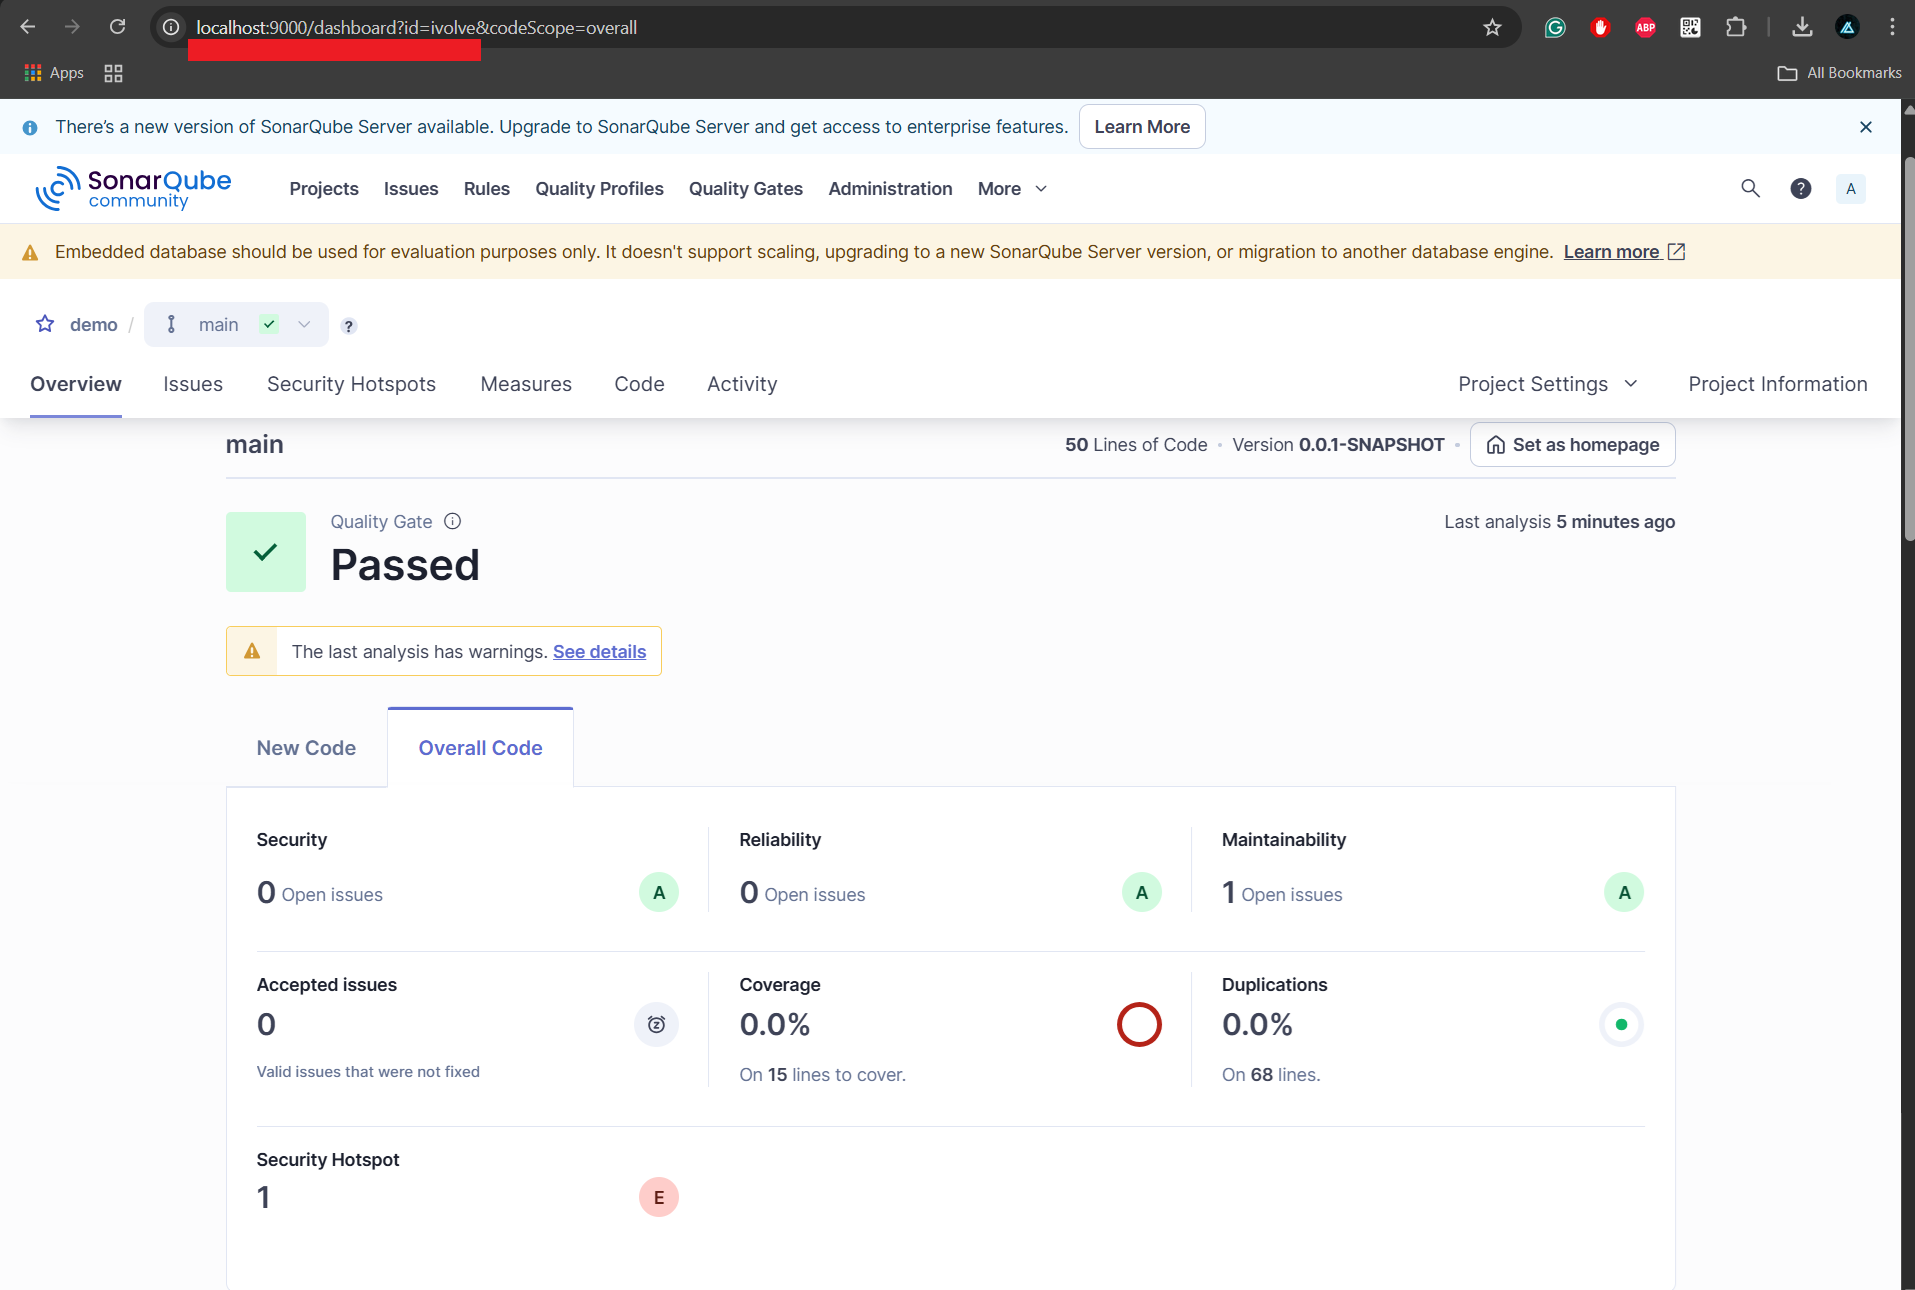 localhost:9000/dashboard?id=ivolve&codeScope=overall
ABP
Apps
All Bookmarks
There's a new version of SonarQube Server available. Upgrade to SonarQube Server and get access to enterprise features. Learn More
SonarQube community
Projects Issues Rules Quality Profiles Quality Gates Administration More
? A
Embedded database should be used for evaluation purposes only. It doesn't support scaling, upgrading to a new SonarQube Server version, or migration to another database engine. Learn more
demo / main ?
Overview Issues Security Hotspots Measures Code Activity Project Settings Project Information
main 50 Lines of Code • Version 0.0.1-SNAPSHOT • Set as homepage
Quality Gate Last analysis 5 minutes ago
Passed
The last analysis has warnings. See details
New Code Overall Code
Security Reliability Maintainability
0 Open issues A 0 Open issues A 1 Open issues A
Accepted issues Coverage Duplications
0 0.0% 0.0%
Valid issues that were not fixed On 15 lines to cover. On 68 lines.
Security Hotspot
1 E